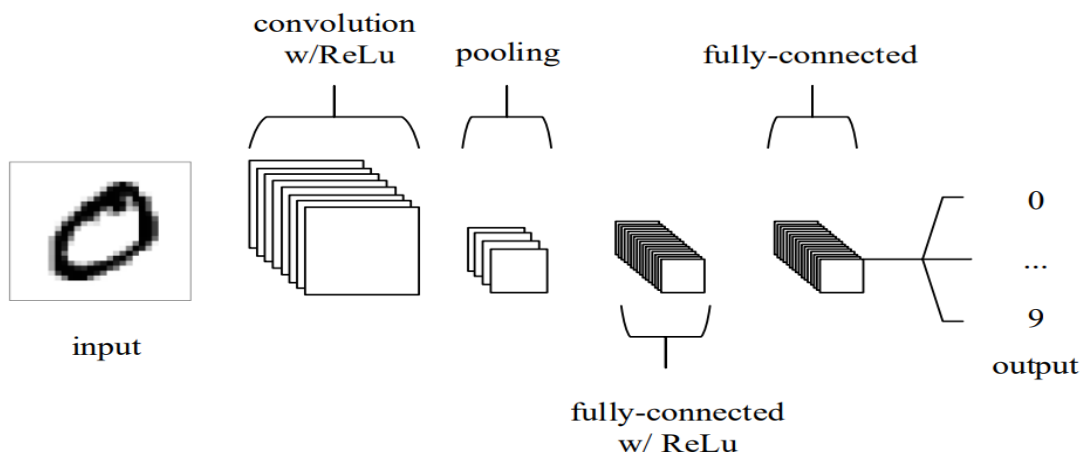 convolution
w/ReLu
pooling
fully-connected
0
...
9
input
output
fully-connected
w/ ReLu